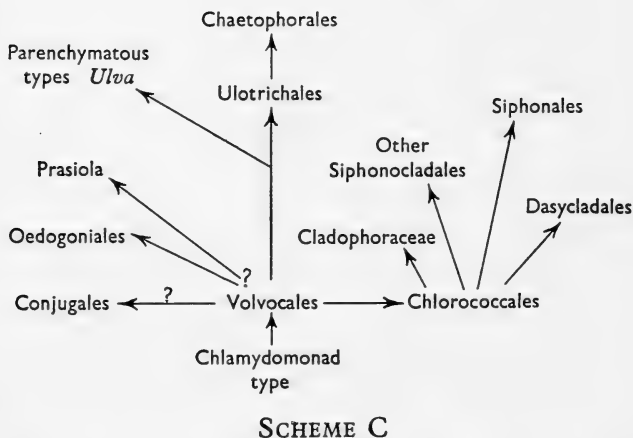 Chaetophorales
Parenchymatous
types Ulva
Ulotrichales
Siphonales
Other
Siphonocladales
Prasiola
Dasycladales
Oedogoniales
Cladophoraceae
?
Conjugales
?
Volvocales
Chlorococcales
Chlamydomonad
type
SCHEME C